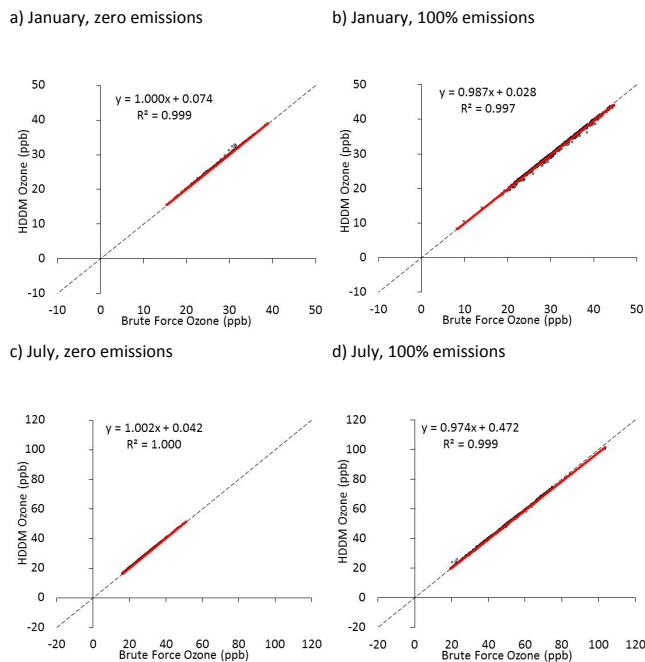 a) January, zero emissions
50
y = 1.000x + 0.074
R² = 0.999
40
30
20
10
0
-10
-10 0 10 20 30 40 50
HDDM Ozone (ppb)
Brute Force Ozone (ppb)
b) January, 100% emissions
50
y = 0.987x + 0.028
R² = 0.997
40
30
20
10
0
-10
-10 0 10 20 30 40 50
HDDM Ozone (ppb)
Brute Force Ozone (ppb)
c) July, zero emissions
120
y = 1.002x + 0.042
R² = 1.000
100
80
60
40
20
0
-20
-20 0 20 40 60 80 100 120
HDDM Ozone (ppb)
Brute Force Ozone (ppb)
d) July, 100% emissions
120
y = 0.974x + 0.472
R² = 0.999
100
80
60
40
20
0
-20
-20 0 20 40 60 80 100 120
HDDM Ozone (ppb)
Brute Force Ozone (ppb)